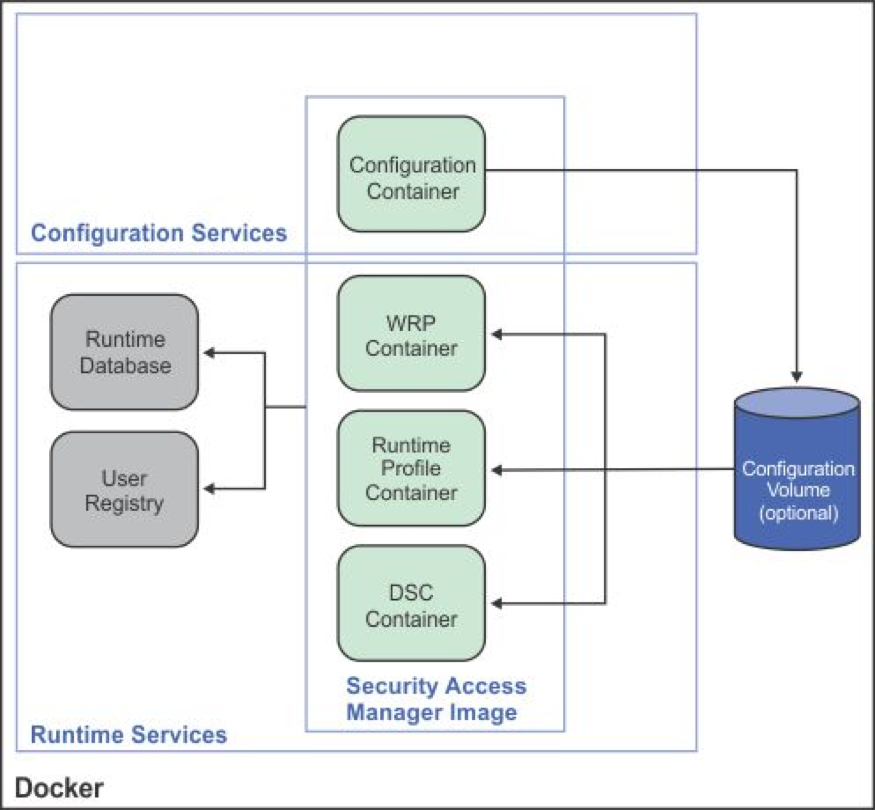 Configuration
Container
Configuration Services
WRP
Container
Runtime
Database
Runtime
Profile
Container
User
Registry
Configuration
Volume
(optional)
DSC
Container
Security Access
Manager Image
Runtime Services
Docker